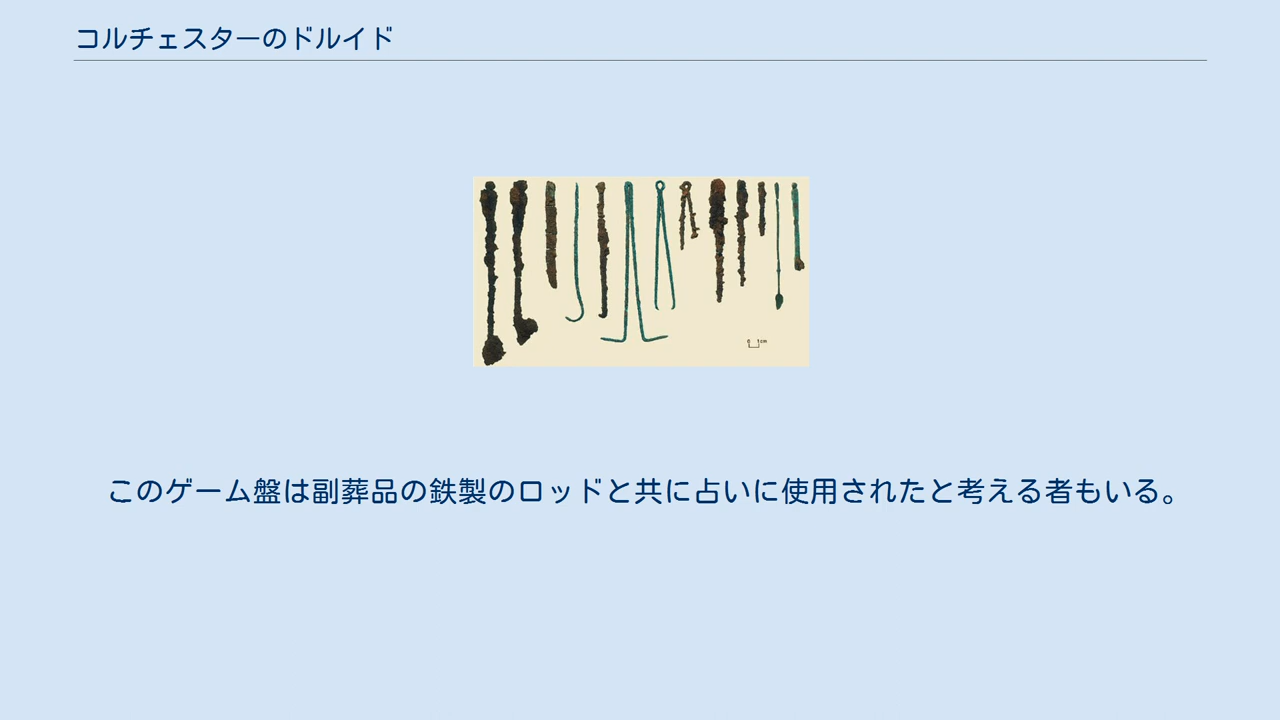 コルチェスターのドルイド
0 1cm
このゲーム盤は副葬品の鉄製のロッドと共に占いに使用されたと考える者もいる。